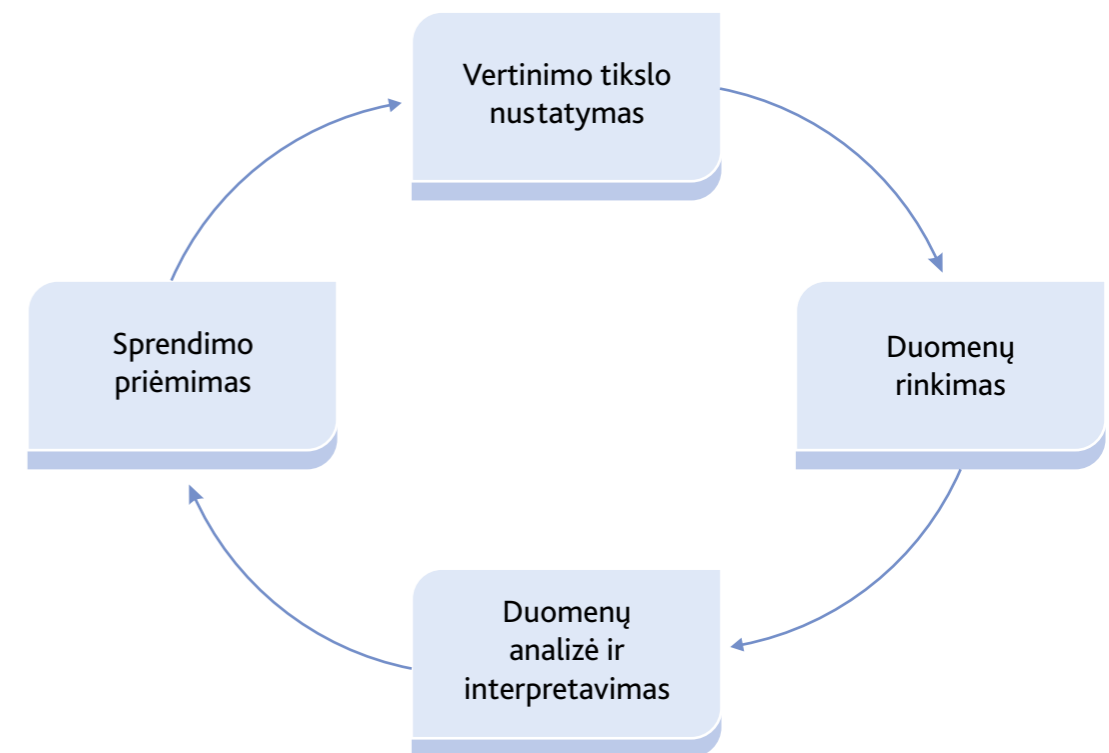 Vertinimo tikslo
nustatymas
Sprendimo
priėmimas
Duomenų
rinkimas
Duomenų
analizė ir
interpretavimas